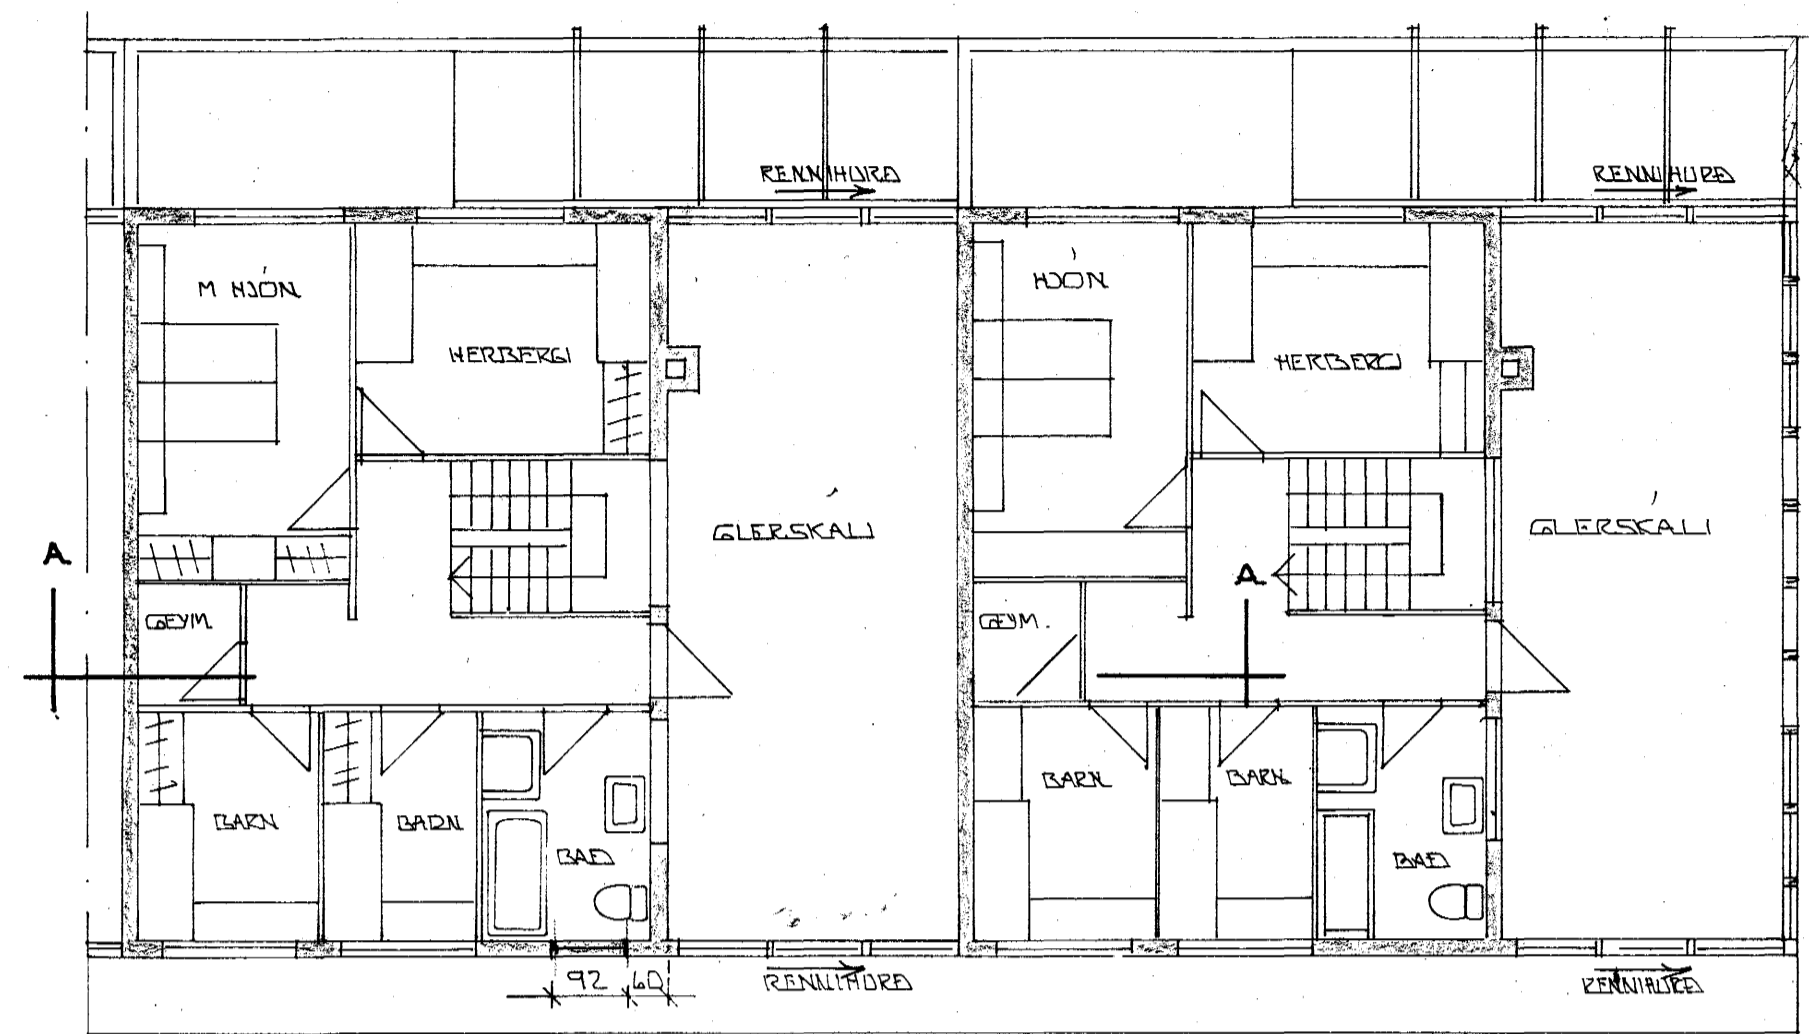 RENNIHURÐ
RENNIHURÐ
M HJÓN
HJÓN
HERBERGI
HERBERGI
GLERSKÁLI
GLERSKÁLI
A
A
GEYM.
GEYM.
BARN
BARN
BARN
BARN
BAÐ
BAÐ
92 60
RENNIHURÐ
RENNIHURÐ